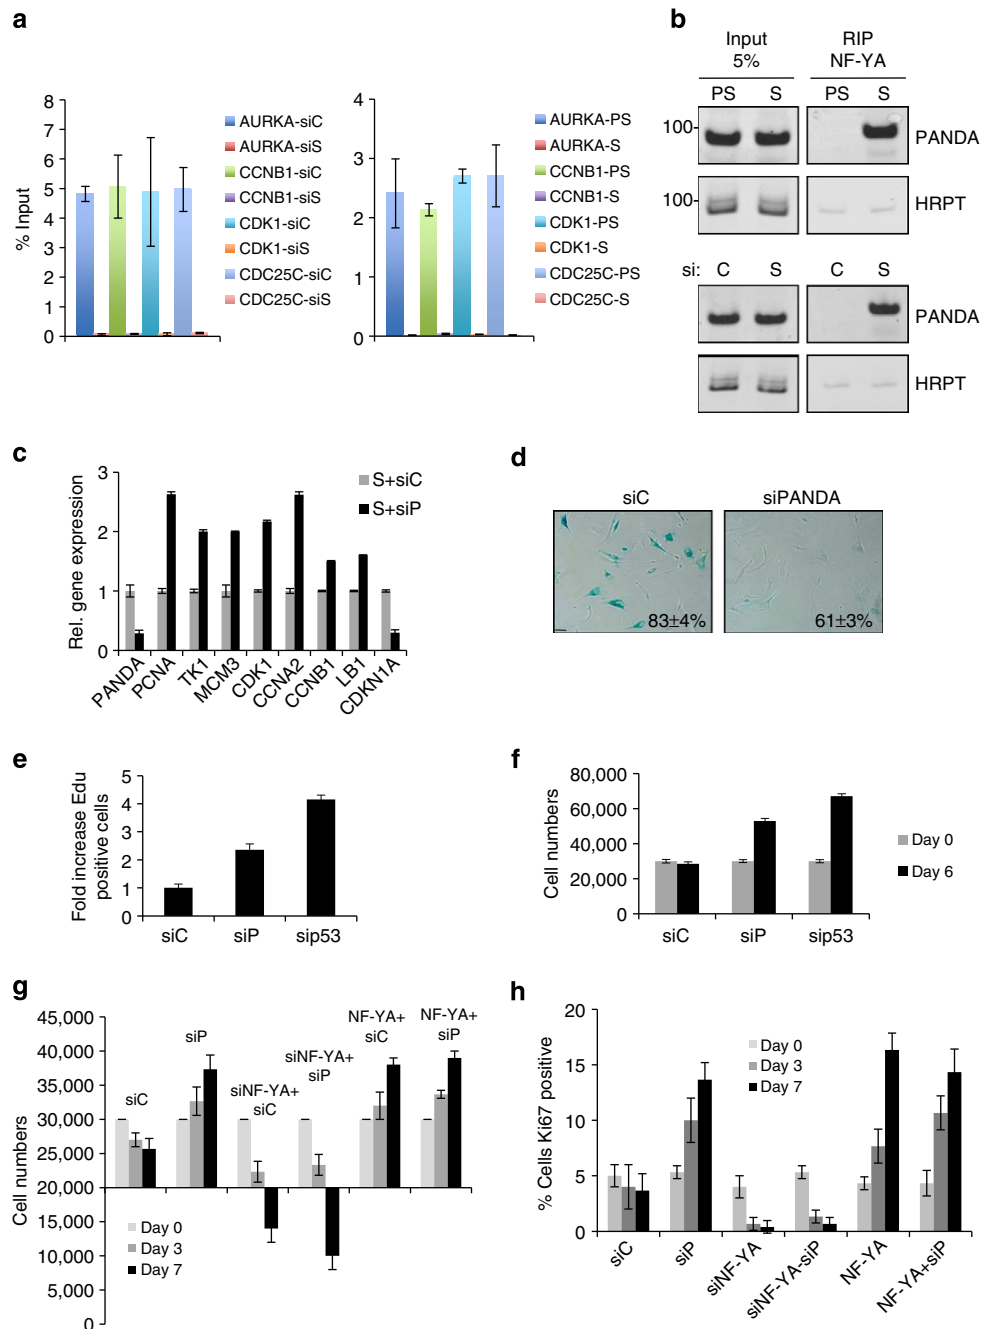 a
% Input
8
7
6
5
4
3
2
1
0
AURKA-siC
AURKA-siS
CCNB1-siC
CCNB1-siS
CDK1-siC
CDK1-siS
CDC25C-siC
CDC25C-siS
4
3
2
1
0
AURKA-PS
AURKA-S
CCNB1-PS
CCNB1-S
CDK1-PS
CDK1-S
CDC25C-PS
CDC25C-S
b
Input 5%
RIP NF-YA
PS S PS S
100
PANDA
100
HRPT
si: C S C S
PANDA
HRPT
c
Rel. gene expression
3
2
1
0
S+siC
S+siP
PANDA
PCNA
TK1
MCM3
CDK1
CCNA2
CCNB1
LB1
CDKN1A
d
siC
siPANDA
83±4%
61±3%
e
Fold increase Edu
positive cells
5
4
3
2
1
0
siC siP sip53
f
Cell numbers
80,000
60,000
40,000
20,000
0
Day 0
Day 6
siC siP sip53
g
Cell numbers
45,000
40,000
35,000
30,000
25,000
20,000
15,000
10,000
5,000
0
siC
siP
siNF-YA+
siC
siNF-YA+
siP
NF-YA+
siC
NF-YA+
siP
Day 0
Day 3
Day 7
h
% Cells Ki67 positive
20
15
10
5
0
Day 0
Day 3
Day 7
siC
siP
siNF-YA
siNF-YA-siP
NF-YA
NF-YA+siP